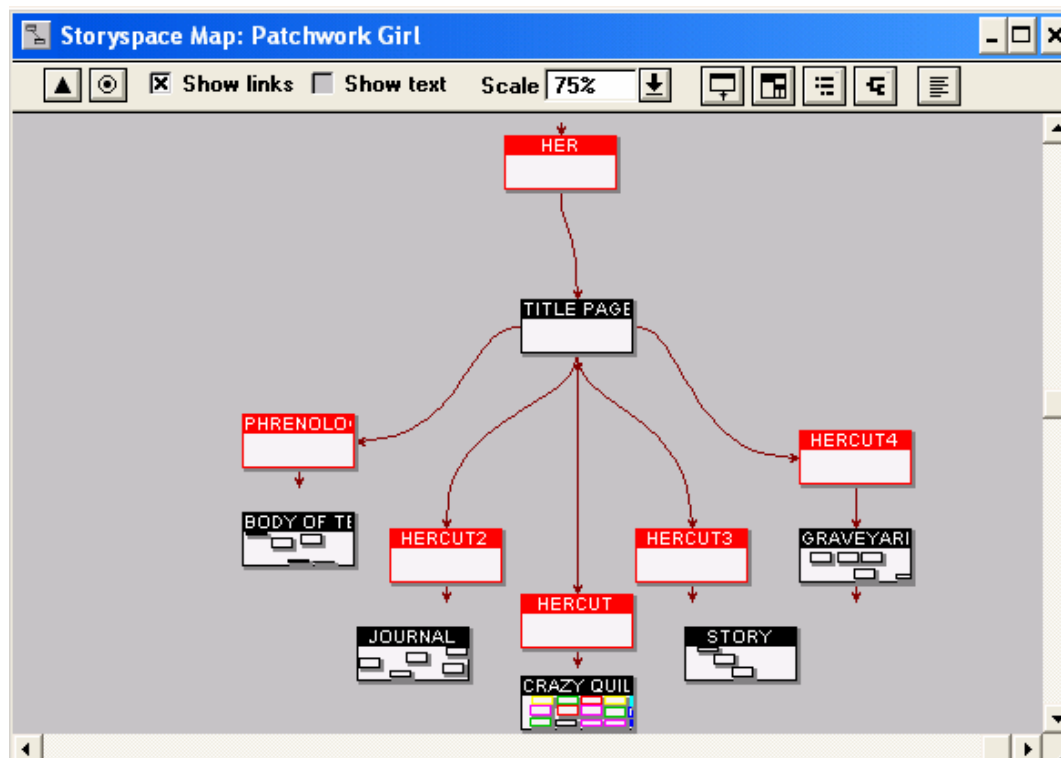 Storyspace Map: Patchwork Girl
Show links Show text Scale 75%
HER
TITLE PAGE
PHRENOLO
HERCUT4
BODY OF TE
HERCUT2
HERCUT3
GRAVEYARI
HERCUT
JOURNAL
STORY
CRAZY QUIL